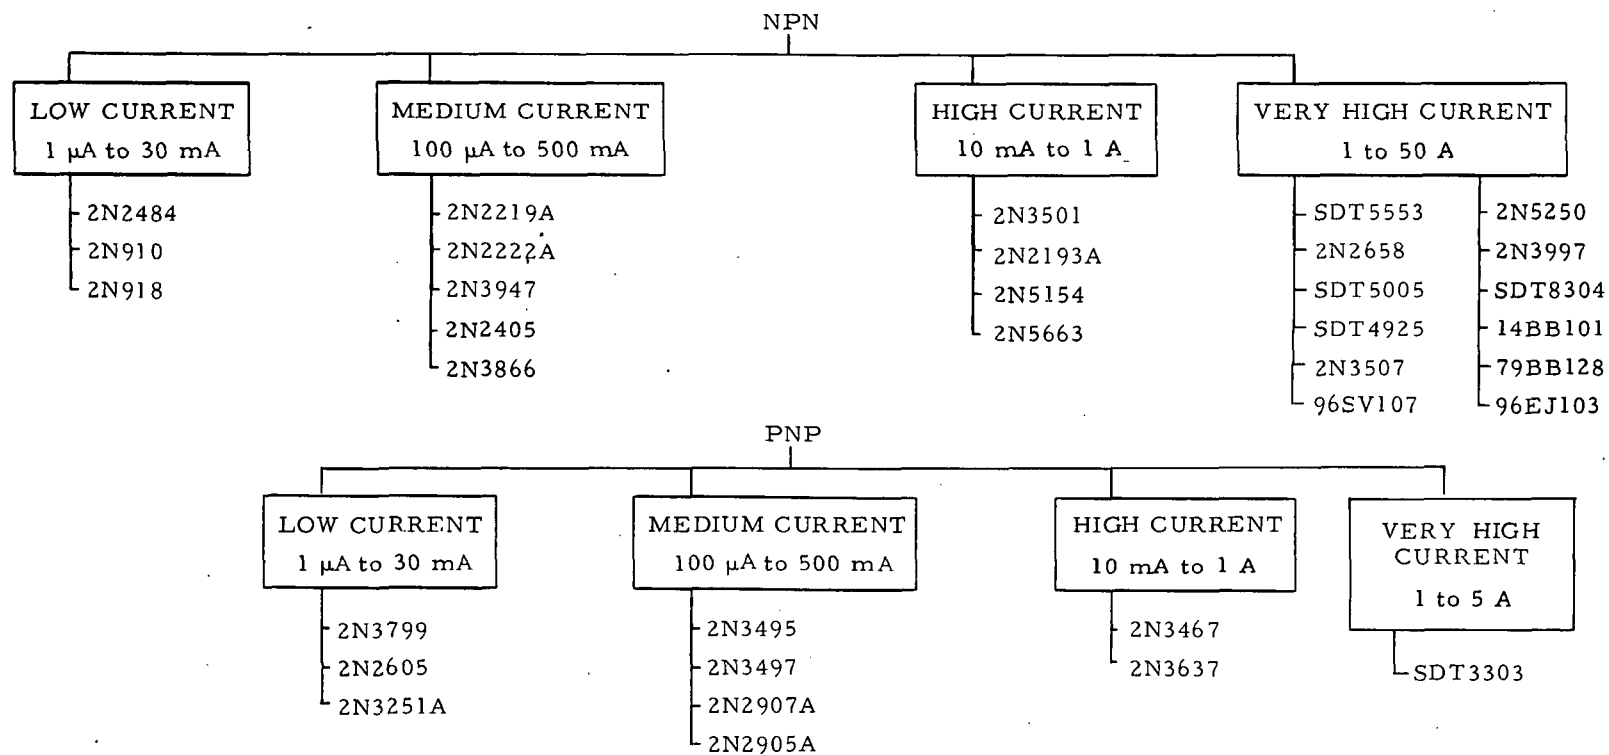 NPN
LOW CURRENT
1 μA to 30 mA
2N2484
2N910
2N918
MEDIUM CURRENT
100 μA to 500 mA
2N2219A
2N2222A
2N3947
2N2405
2N3866
HIGH CURRENT
10 mA to 1 A
2N3501
2N2193A
2N5154
2N5663
VERY HIGH CURRENT
1 to 50 A
SDT5553
2N2658
SDT5005
SDT4925
2N3507
96SV107
2N5250
2N3997
SDT8304
14BB101
79BB128
96EJ103
PNP
LOW CURRENT
1 μA to 30 mA
2N3799
2N2605
2N3251A
MEDIUM CURRENT
100 μA to 500 mA
2N3495
2N3497
2N2907A
2N2905A
HIGH CURRENT
10 mA to 1 A
2N3467
2N3637
VERY HIGH
CURRENT
1 to 5 A
SDT3303